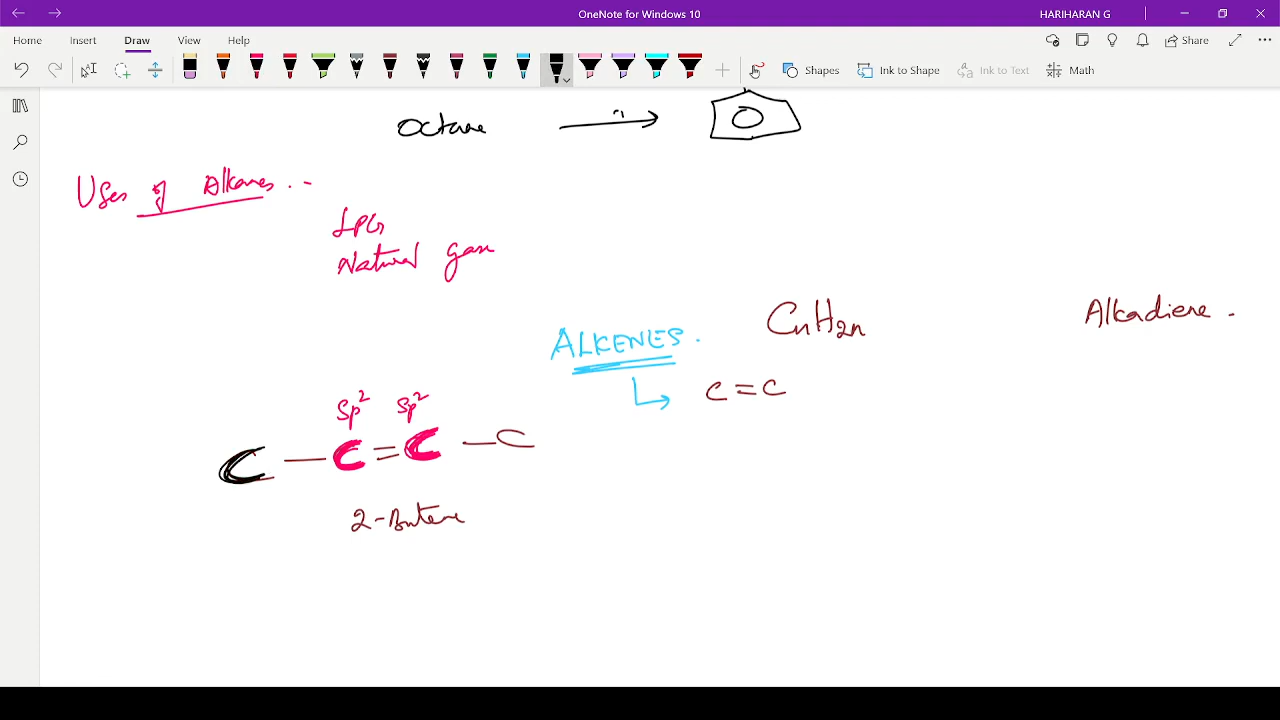 OneNote for Windows 10
HARIHARAN G
Home Insert Draw View Help
Share
Shapes Ink to Shape Ink to Text Math
Octane
Uses of Alkanes . -
LPG
Natural gas
CnH2n
Alkadiene .
ALKENES .
C = C
Sp2 Sp2
C - C = C - C
2-Butene